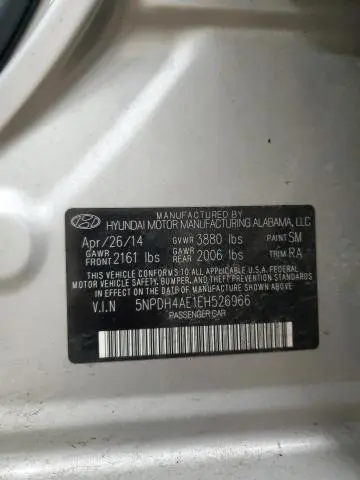 MANUFACTURED BY
HYUNDAI MOTOR MANUFACTURING ALABAMA, LLC
Apr/26/14 GVWR 3880 lbs PAINT SM
GAWR FRONT 2161 lbs GAWR REAR 2006 lbs TRIM RA
THIS VEHICLE CONFORMS TO ALL APPLICABLE U.S. FEDERAL
MOTOR VEHICLE SAFETY, BUMPER, AND THEFT PREVENTION
STANDARDS IN EFFECT ON THE DATE OF MANUFACTURE SHOWN ABOVE.
V.I.N 5NPDH4AE1EH526966
PASSENGER CAR